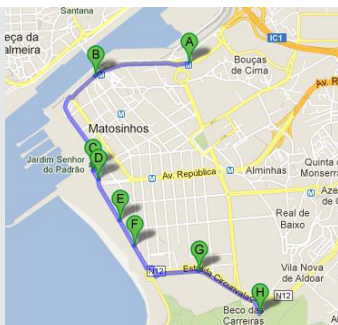 Santana
eça da
almeira
A
B
IC1
Bouças
de Cima
M
Av. R
Matosinhos
C
D
Jardim Senhor
do Padrão
M
Av. República
M
Alminhas
Quinta d
Monserra
Aze
de C
E
F
Real de
Baixo
G
N12
Estrada Circunvalação
H
N12
Vila Nova
de Aldoar
Beco das
Carreiras